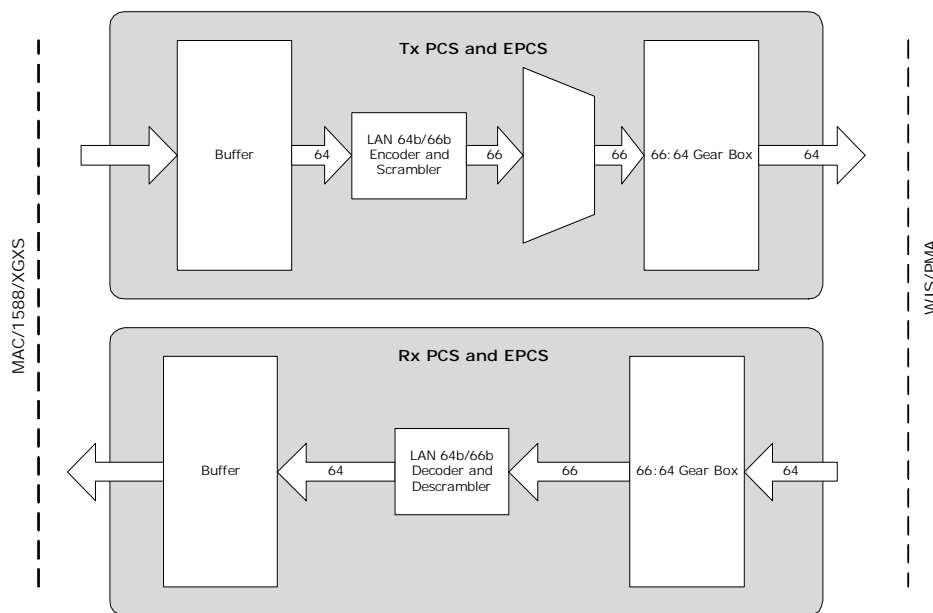 Tx PCS and EPCS
Buffer
64
LAN 64b/66b
Encoder and
Scrambler
66
66
66:64 Gear Box
64
MAC/1588/XGXS
WIS/PMA
Rx PCS and EPCS
Buffer
64
LAN 64b/66b
Decoder and
Descrambler
66
66:64 Gear Box
64